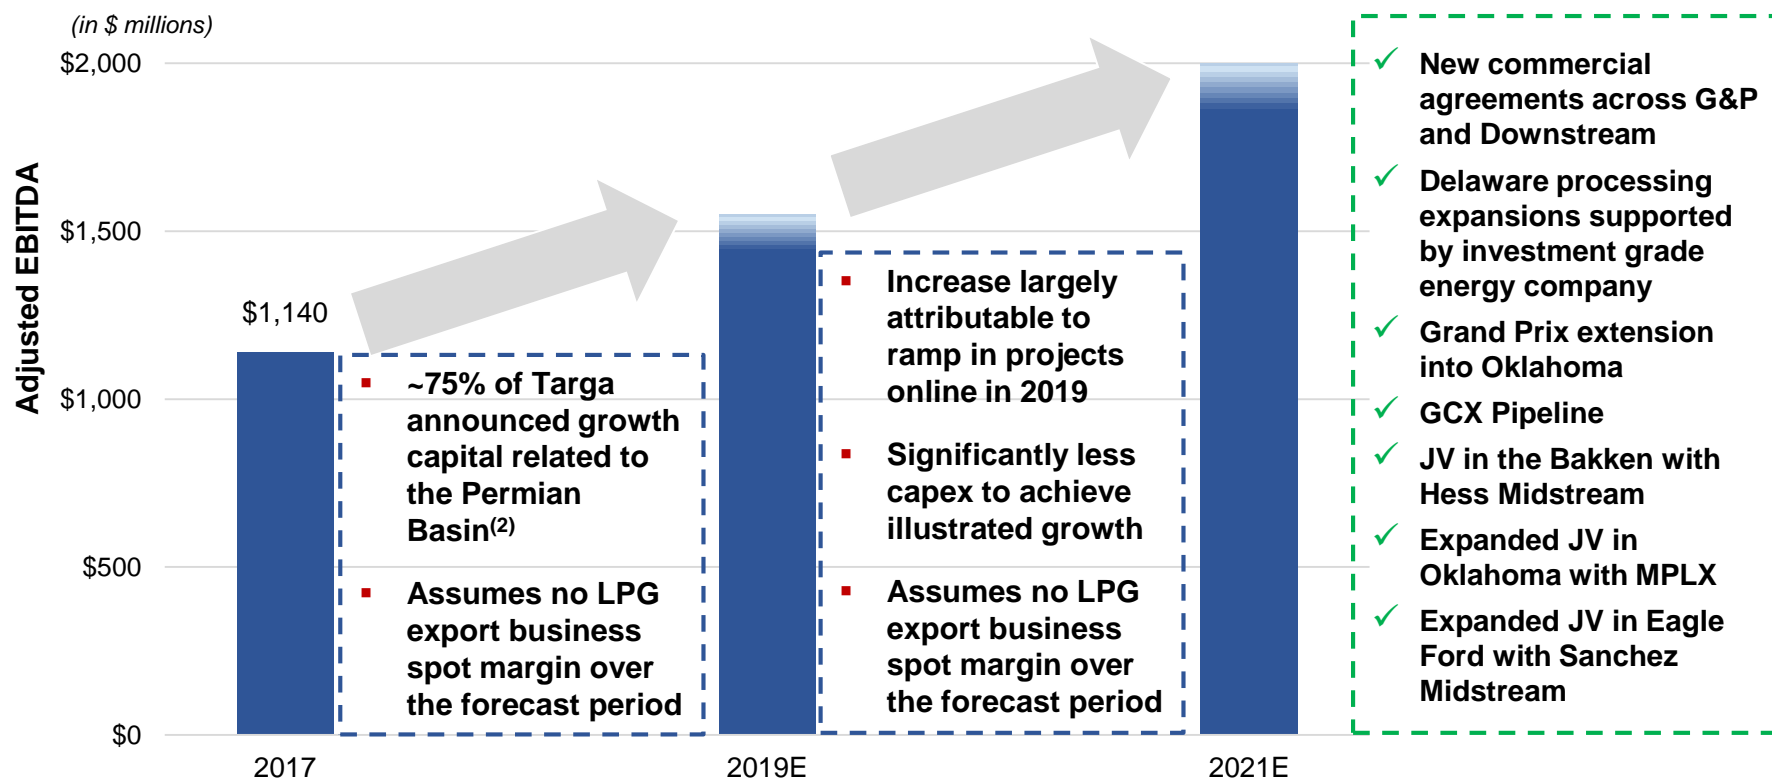 (in $ millions)
Adjusted EBITDA
$2,000
$1,500
$1,000
$500
$0
$1,140
2017
2019E
2021E
▪ ~75% of Targa
announced growth
capital related to
the Permian
Basin(2)
▪ Assumes no LPG
export business
spot margin over
the forecast period
▪ Increase largely
attributable to
ramp in projects
online in 2019
▪ Significantly less
capex to achieve
illustrated growth
▪ Assumes no LPG
export business
spot margin over
the forecast period
✓ New commercial
agreements across G&P
and Downstream
✓ Delaware processing
expansions supported
by investment grade
energy company
✓ Grand Prix extension
into Oklahoma
✓ GCX Pipeline
✓ JV in the Bakken with
Hess Midstream
✓ Expanded JV in
Oklahoma with MPLX
✓ Expanded JV in Eagle
Ford with Sanchez
Midstream